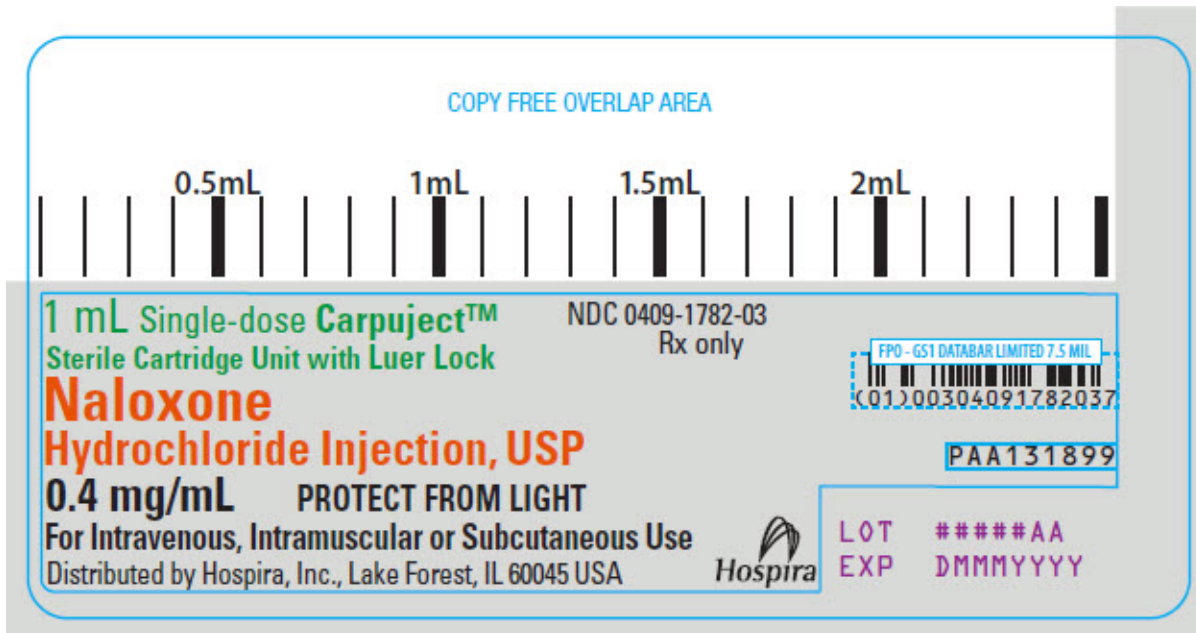 COPY FREE OVERLAP AREA
0.5mL 1mL 1.5mL 2mL
1 mL Single-dose Carpuject™ NDC 0409-1782-03
Rx only
Sterile Cartridge Unit with Luer Lock
FPO - GS1 DATABAR LIMITED 7.5 MIL
(01)00304091782037
Naloxone
Hydrochloride Injection, USP
PAA131899
0.4 mg/mL PROTECT FROM LIGHT
For Intravenous, Intramuscular or Subcutaneous Use
Distributed by Hospira, Inc., Lake Forest, IL 60045 USA
Hospira
LOT #####AA
EXP DMMMYYYY